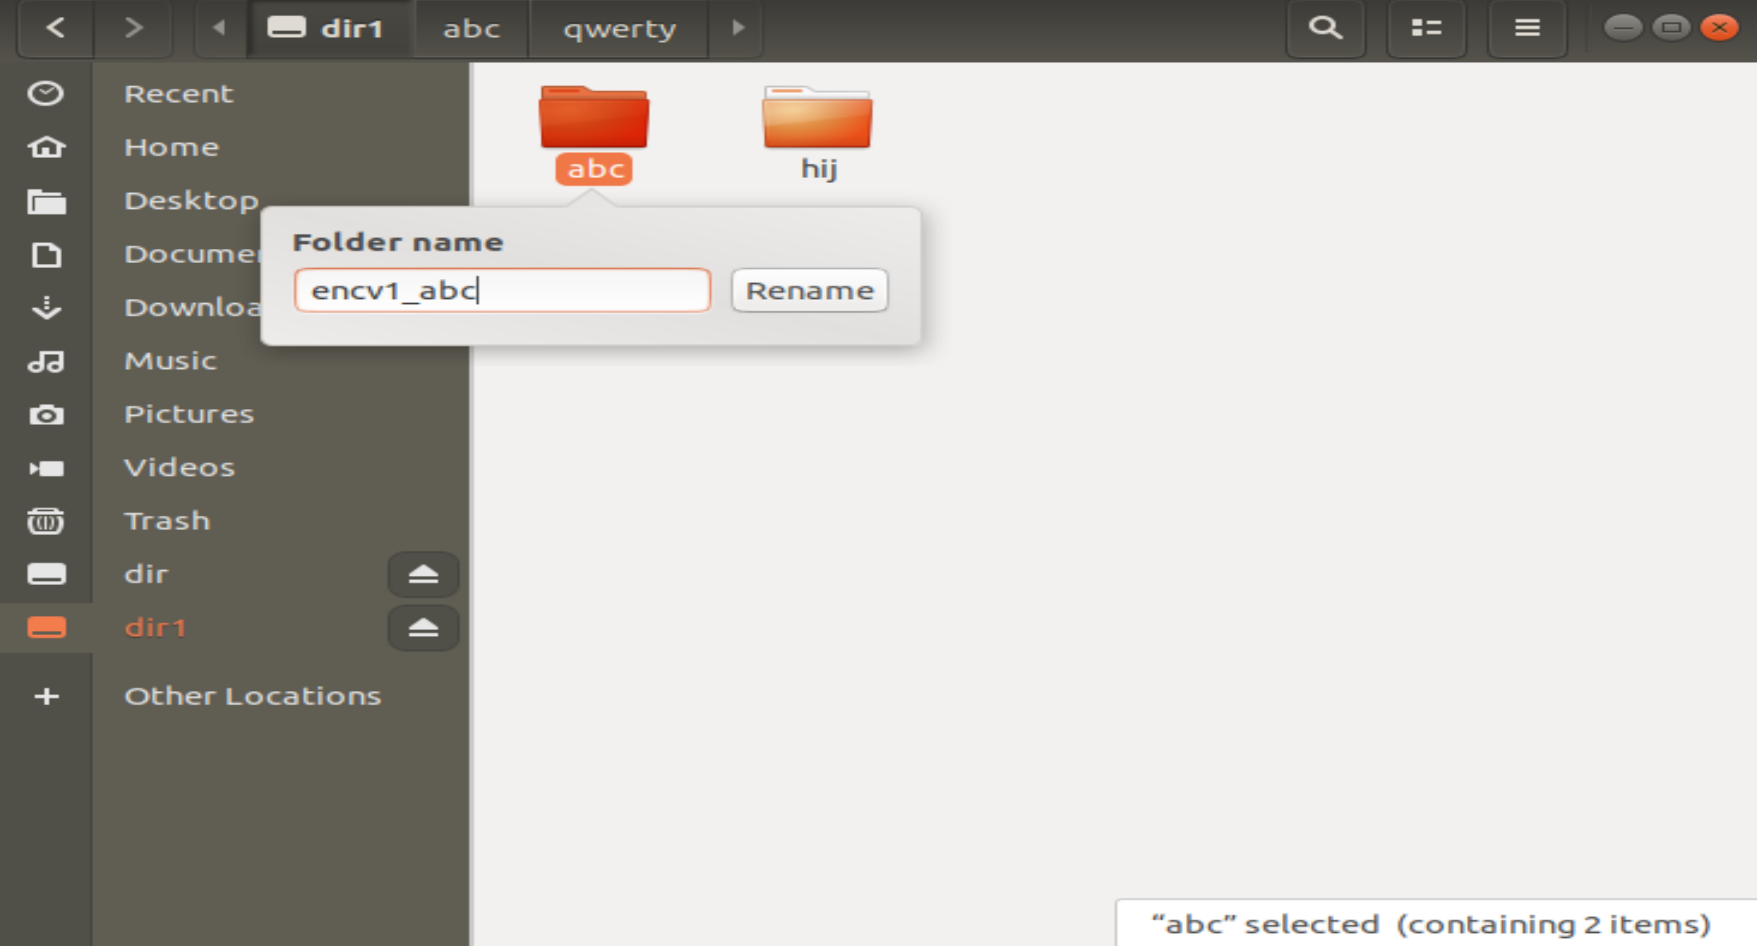 dir1 abc qwerty
Recent
Home
Desktop
Docume
Downloa
Music
Pictures
Videos
Trash
dir
dir1
Other Locations
abc hij
Folder name
encv1_abc Rename
“abc” selected (containing 2 items)